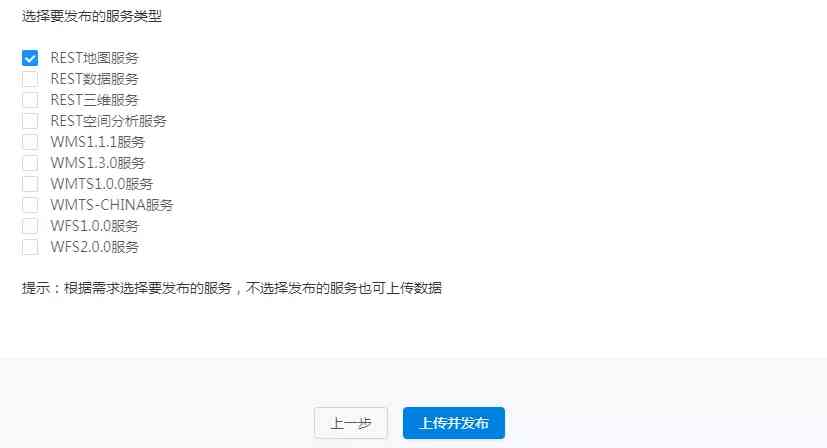 选择要发布的服务类型
REST地图服务
REST数据服务
REST三维服务
REST空间分析服务
WMS1.1.1服务
WMS1.3.0服务
WMTS1.0.0服务
WMTS-CHINA服务
WFS1.0.0服务
WFS2.0.0服务
提示：根据需求选择要发布的服务，不选择发布的服务也可上传数据
上一步 上传并发布